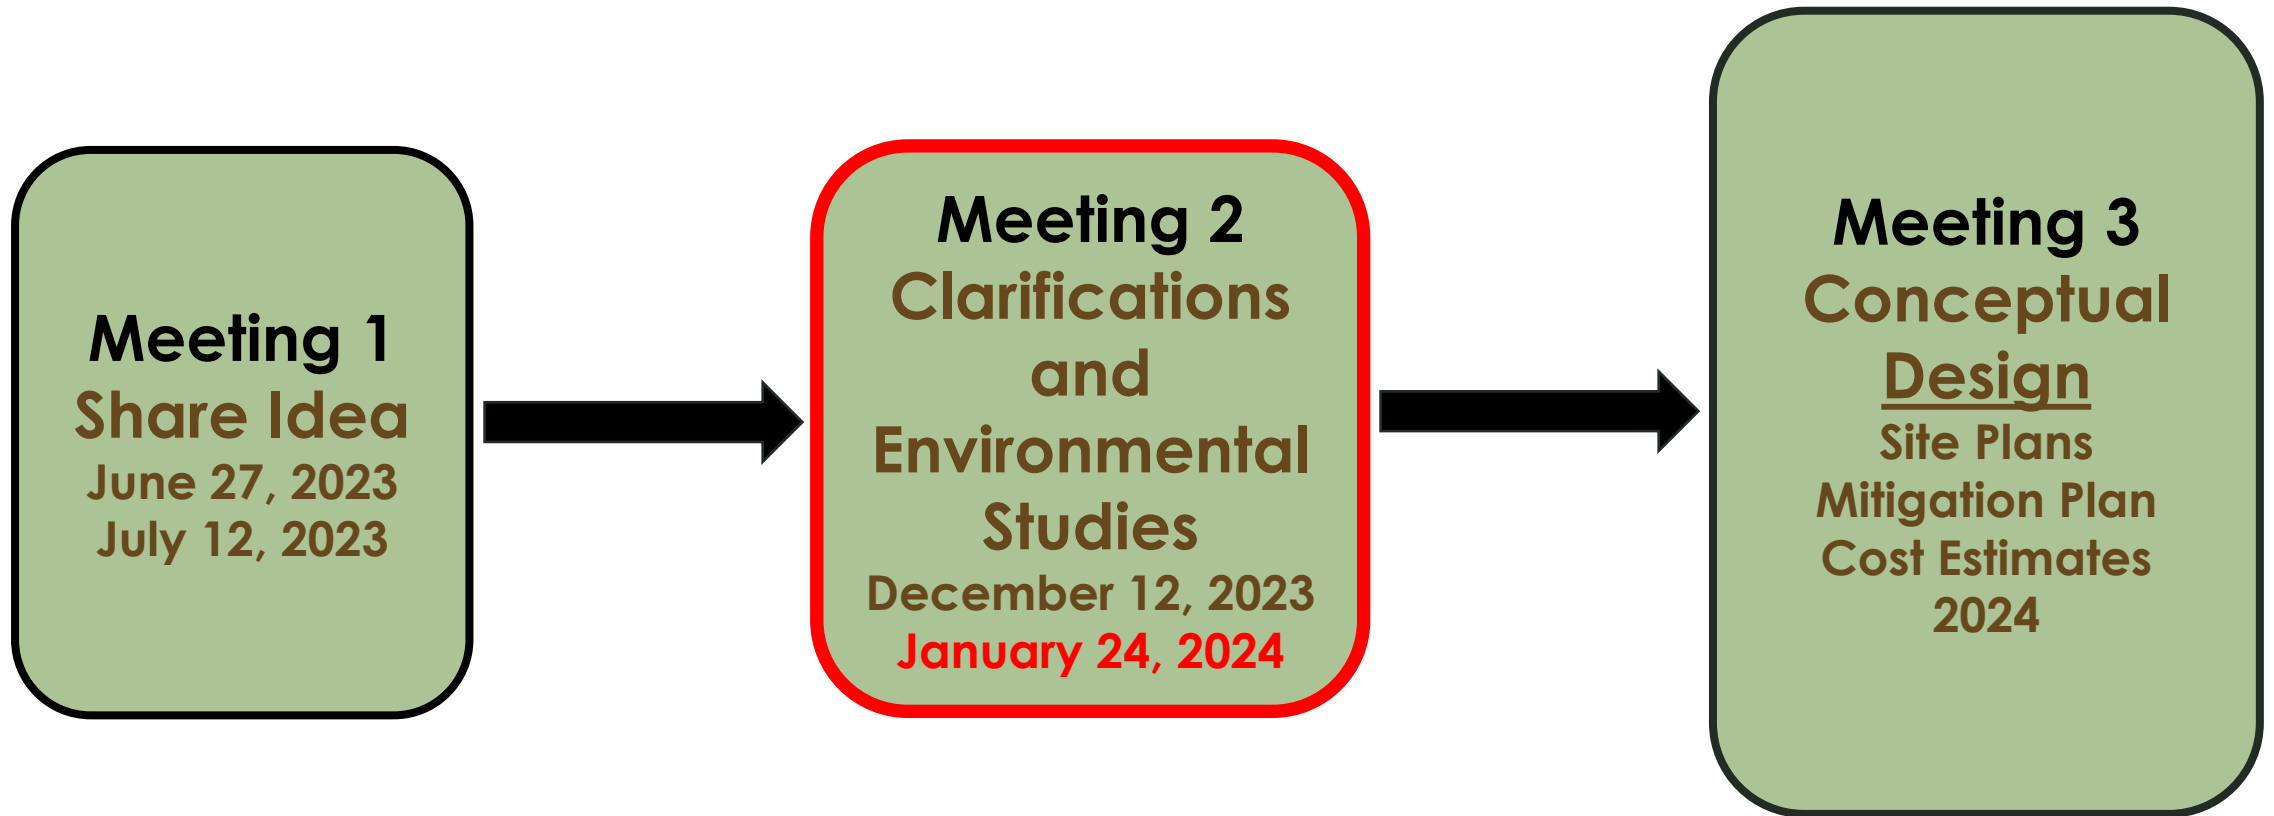 Meeting 1
Share Idea
June 27, 2023
July 12, 2023
Meeting 2
Clarifications
and
Environmental
Studies
December 12, 2023
January 24, 2024
Meeting 3
Conceptual
Design
Site Plans
Mitigation Plan
Cost Estimates
2024